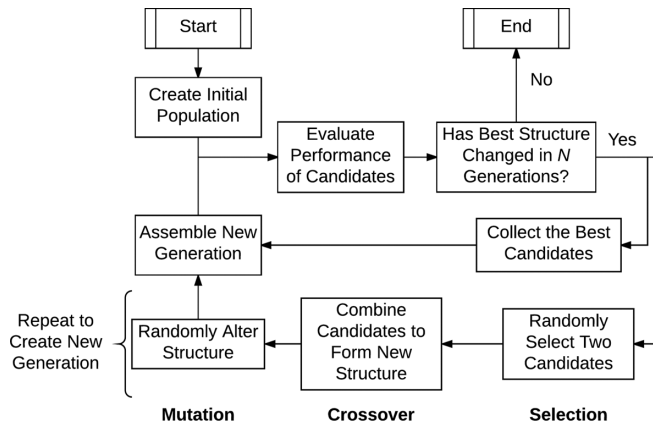 Start
End
Create Initial
Population
No
Evaluate
Performance
of Candidates
Has Best Structure
Changed in N
Generations?
Yes
Assemble New
Generation
Collect the Best
Candidates
Repeat to
Create New
Generation
Randomly Alter
Structure
Combine
Candidates to
Form New
Structure
Randomly
Select Two
Candidates
Mutation
Crossover
Selection